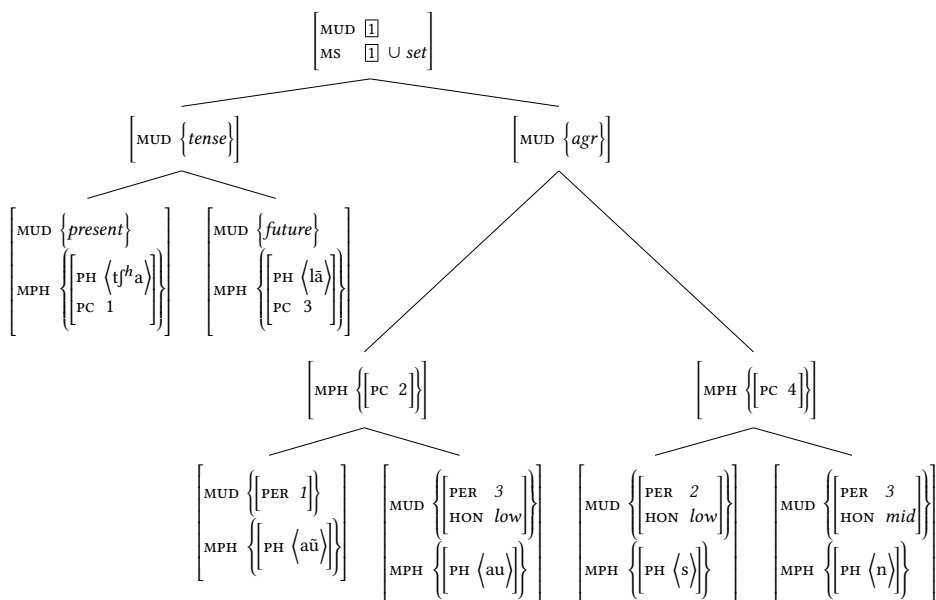 MUD 1
MS 1 ∪ set
MUD {tense}
MUD {agr}
MUD {present}
MPH {[PH ⟨tʃʰa⟩
PC 1]}
MUD {future}
MPH {[PH ⟨lā⟩
PC 3]}
MPH {[PC 2]}
MPH {[PC 4]}
MUD {[PER 1]}
MPH {[PH ⟨aũ⟩]}
MUD {[PER 3
HON low]}
MPH {[PH ⟨au⟩]}
MUD {[PER 2
HON low]}
MPH {[PH ⟨s⟩]}
MUD {[PER 3
HON mid]}
MPH {[PH ⟨n⟩]}